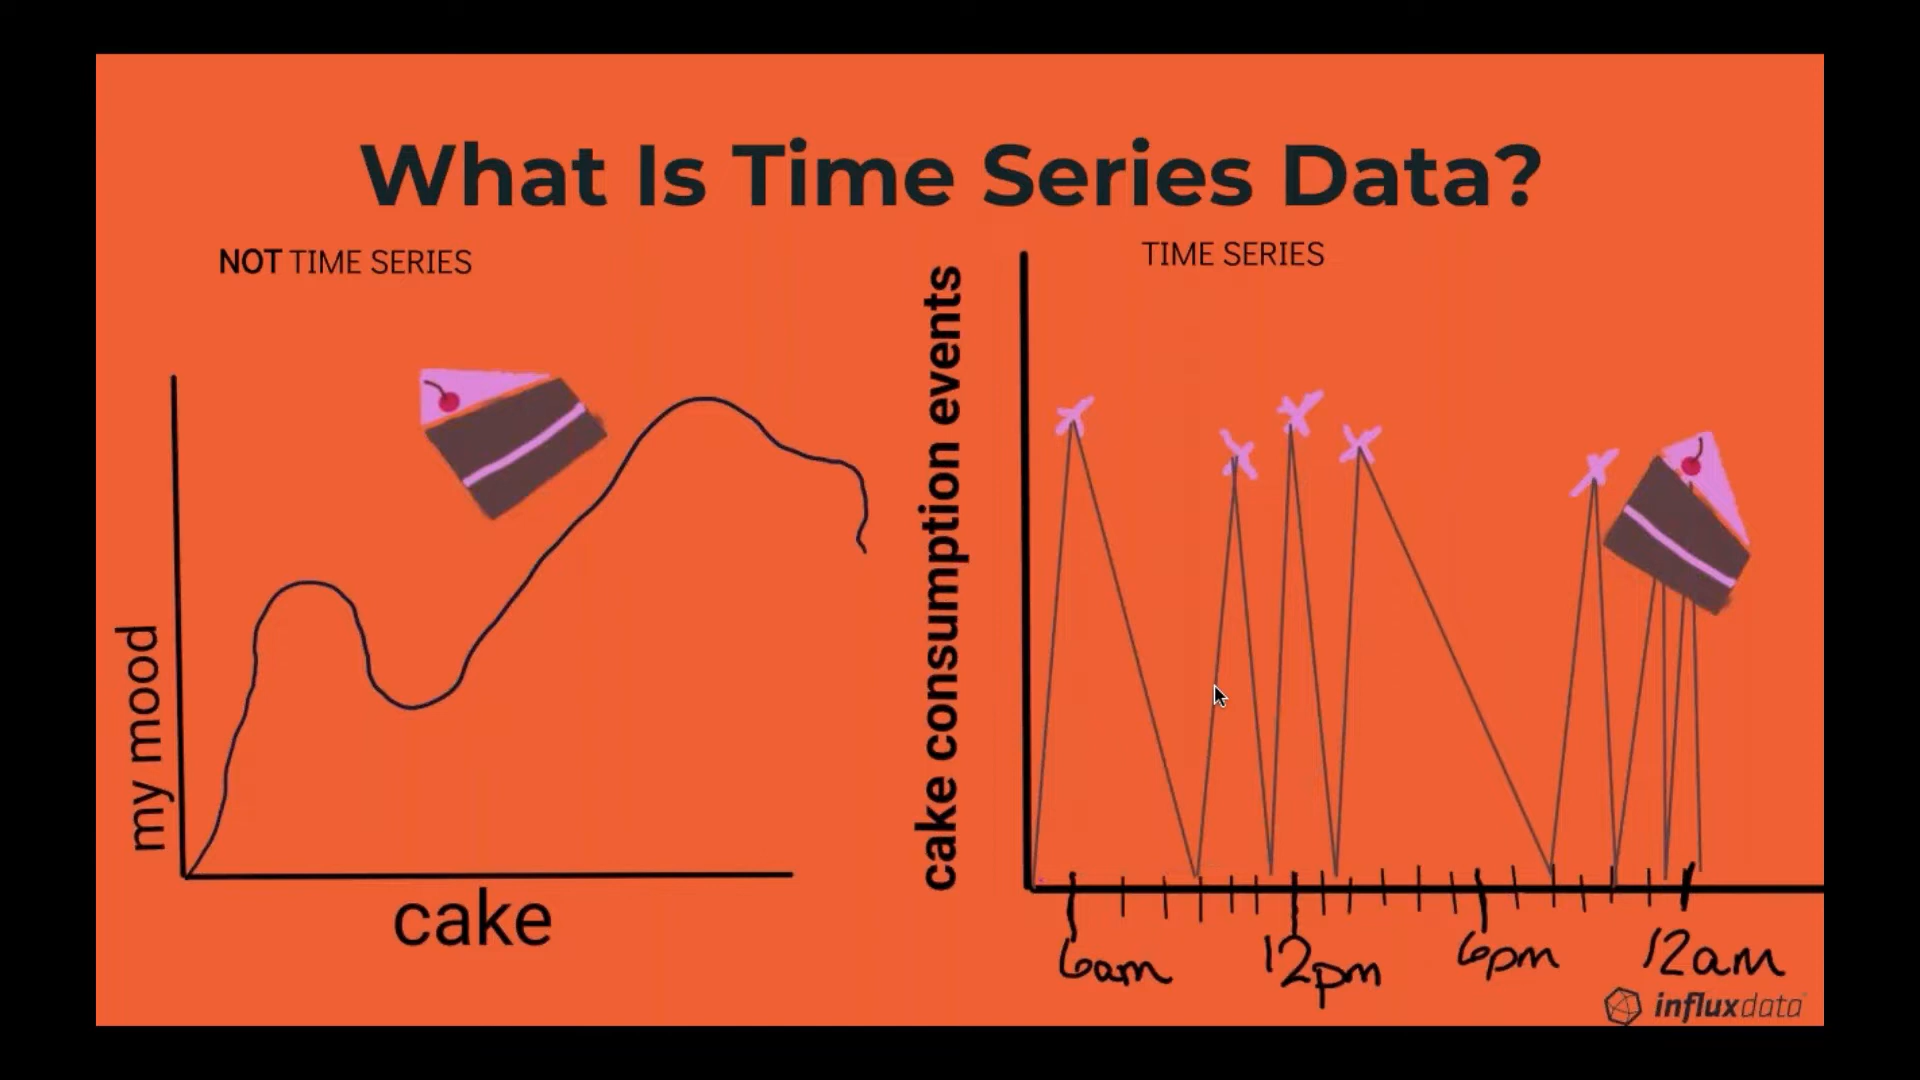 What Is Time Series Data?
NOT TIME SERIES
my mood
cake
TIME SERIES
cake consumption events
6am
12pm
6pm
12am
influxdata